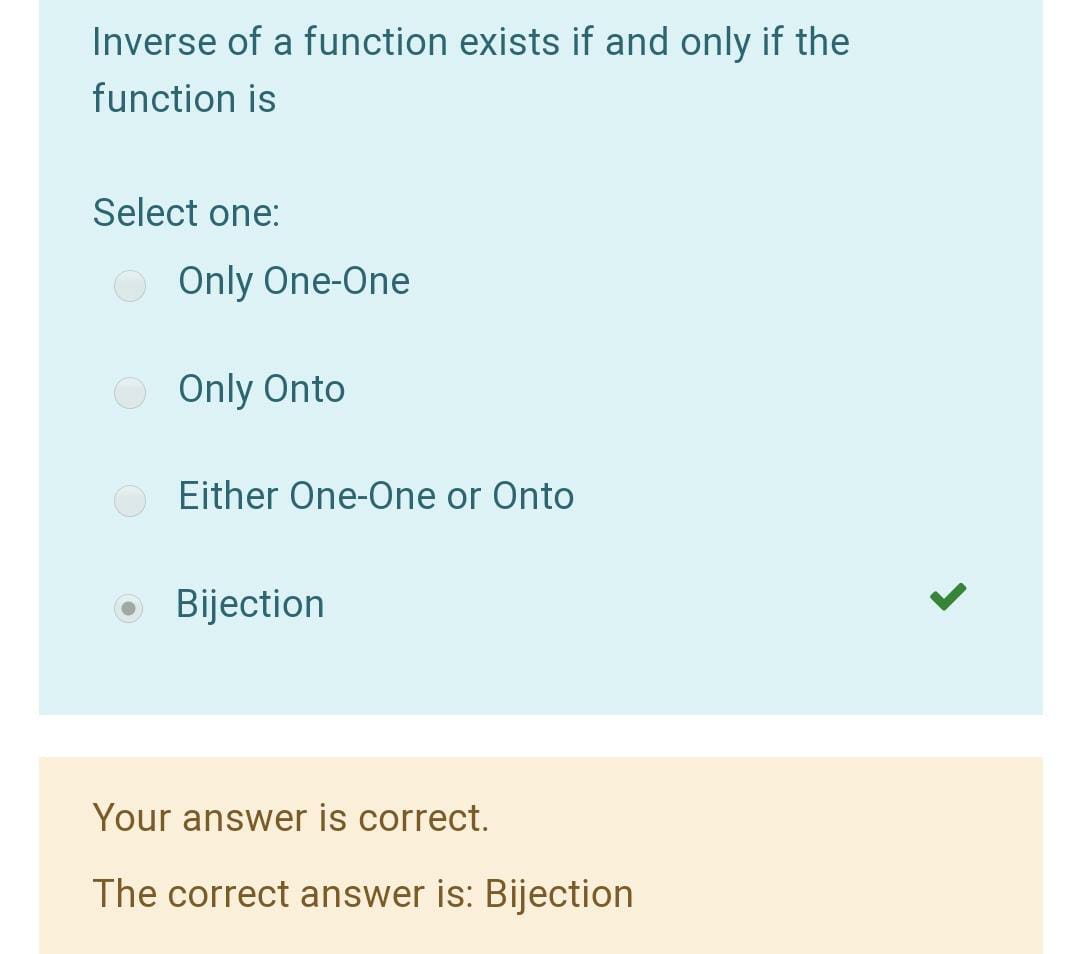 Inverse of a function exists if and only if the
function is
Select one:
Only One-One
Only Onto
Either One-One or Onto
Bijection
Your answer is correct.
The correct answer is: Bijection